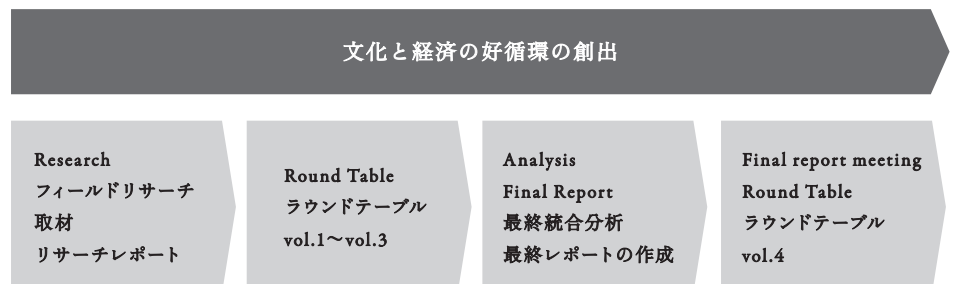 文化と経済の好循環の創出
Research
フィールドリサーチ
取材
リサーチレポート
Round Table
ラウンドテーブル
vol.1〜vol.3
Analysis
Final Report
最終統合分析
最終レポートの作成
Final report meeting
Round Table
ラウンドテーブル
vol.4